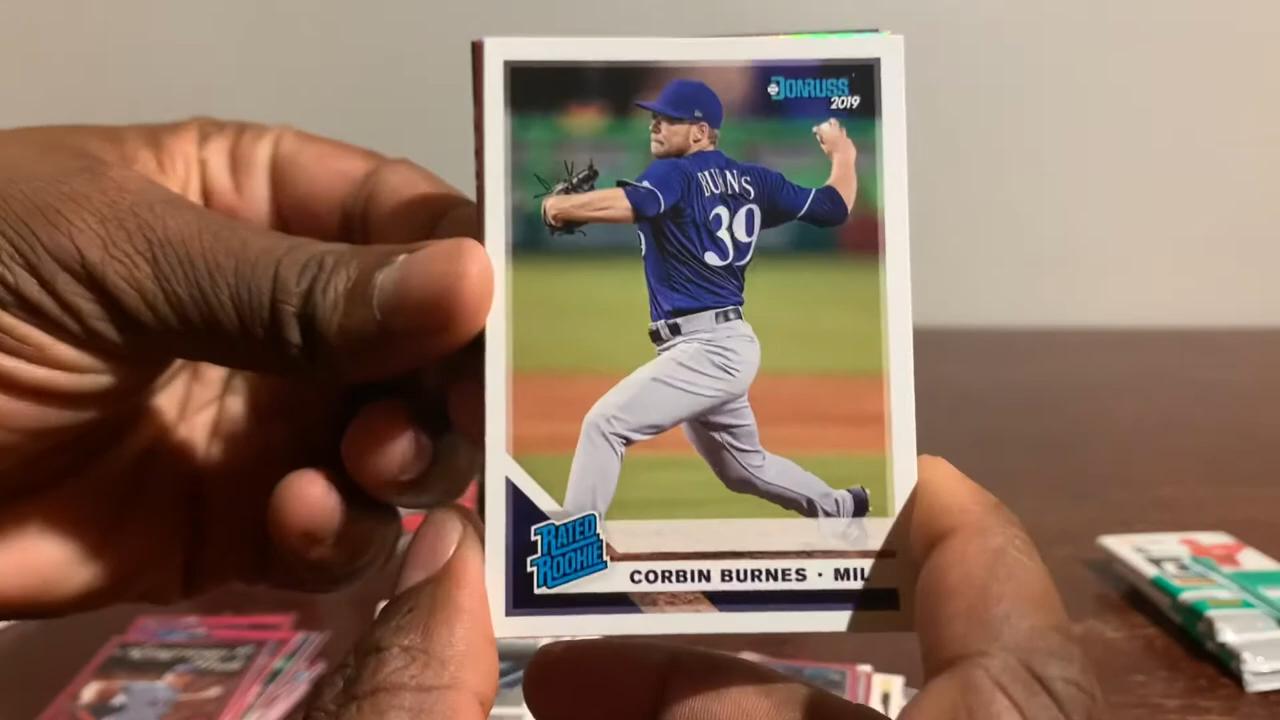 DONRUSS
2019
BURNS
39
RATED
ROOKIE
CORBIN BURNES · MIL